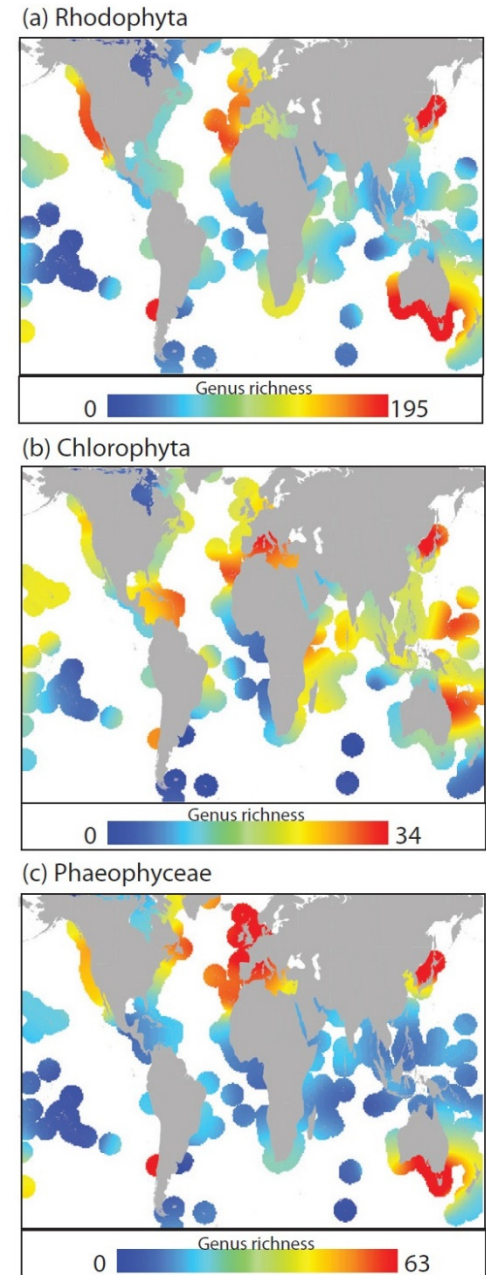 (a) Rhodophyta
Genus richness
0 195
(b) Chlorophyta
Genus richness
0 34
(c) Phaeophyceae
Genus richness
0 63